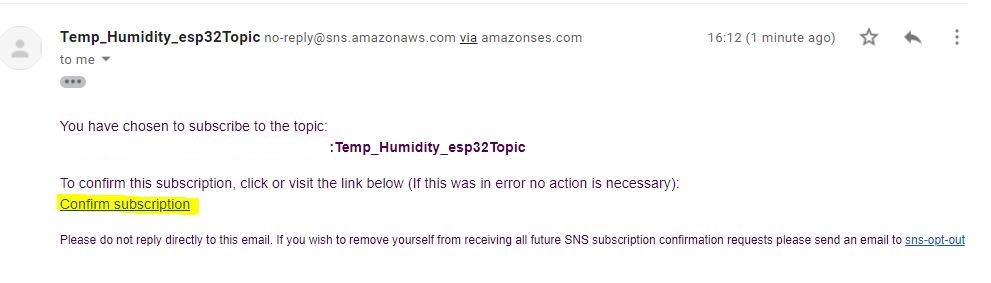 Temp_Humidity_esp32Topic no-reply@sns.amazonaws.com via amazonses.com 16:12 (1 minute ago)
to me
You have chosen to subscribe to the topic:
:Temp_Humidity_esp32Topic
To confirm this subscription, click or visit the link below (If this was in error no action is necessary):
Confirm subscription
Please do not reply directly to this email. If you wish to remove yourself from receiving all future SNS subscription confirmation requests please send an email to sns-opt-out